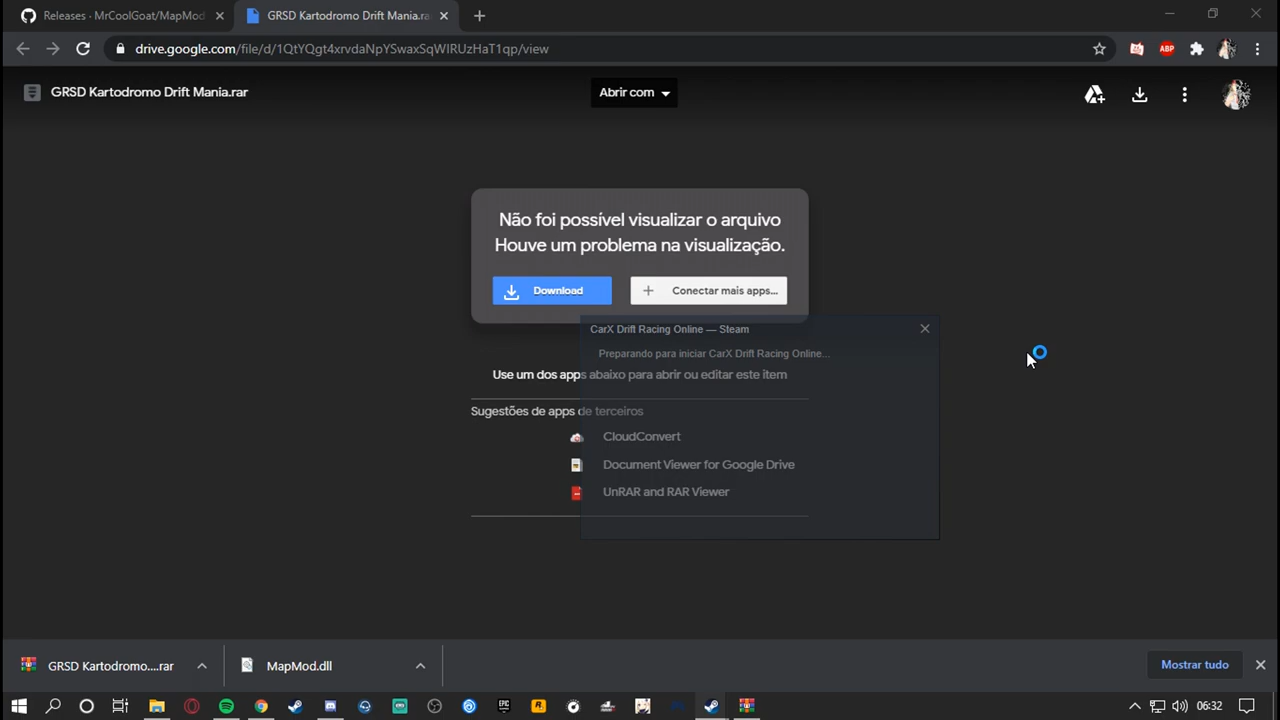 Releases · MrCoolGoat/MapMod
GRSD Kartodromo Drift Mania.ra
drive.google.com/file/d/1QtYQgt4xrvdaNpYSwaxSqWIRUzHaT1qp/view
ABP
GRSD Kartodromo Drift Mania.rar
Abrir com
Não foi possível visualizar o arquivo
Houve um problema na visualização.
Download
Conectar mais apps...
CarX Drift Racing Online — Steam
Preparando para iniciar CarX Drift Racing Online...
Use um dos apps abaixo para abrir ou editar este item
Sugestões de apps de terceiros
CloudConvert
Document Viewer for Google Drive
UnRAR and RAR Viewer
GRSD Kartodromo....rar
MapMod.dll
Mostrar tudo
EPIC
06:32